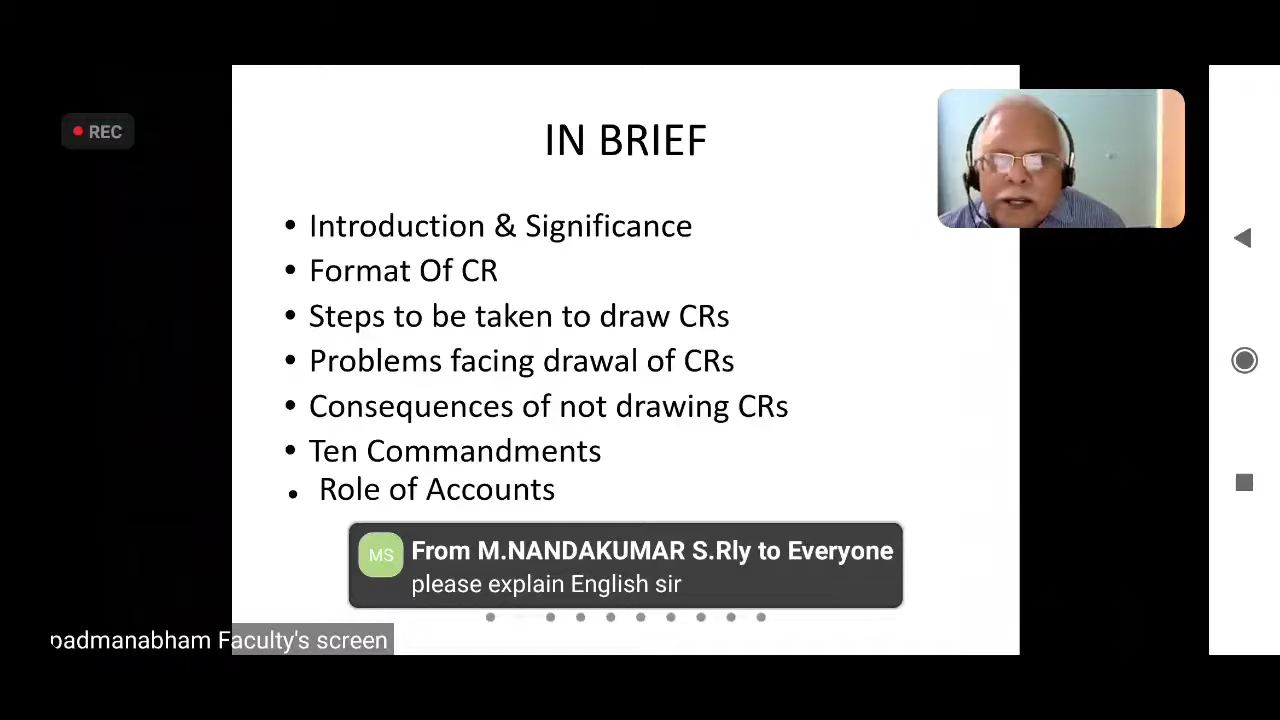 REC
IN BRIEF
• Introduction & Significance
• Format Of CR
• Steps to be taken to draw CRs
• Problems facing drawal of CRs
• Consequences of not drawing CRs
• Ten Commandments
• Role of Accounts
MS
From M.NANDAKUMAR S.Rly to Everyone
please explain English sir
padmanabham Faculty's screen